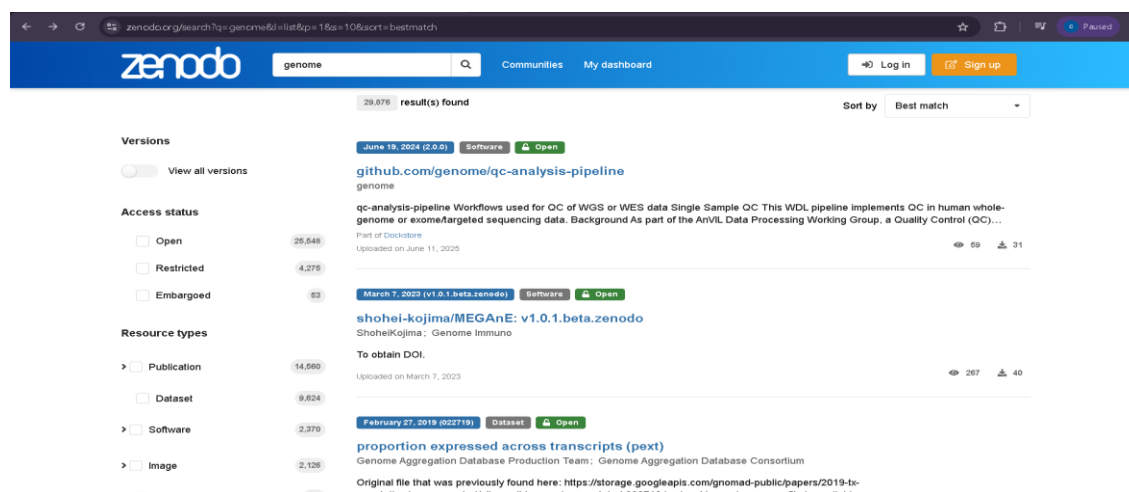 zenodo.org/search?q=genome&l=list&p=1&s=10&sort=bestmatch
Paused
zenodo
genome
Communities
My dashboard
Log in
Sign up
29,876 result(s) found
Sort by
Best match
Versions
View all versions
Access status
Open 25,548
Restricted 4,275
Embargoed 53
Resource types
Publication 14,560
Dataset 9,624
Software 2,370
Image 2,126
June 19, 2024 (2.0.0) Software Open
github.com/genome/qc-analysis-pipeline
genome
qc-analysis-pipeline Workflows used for QC of WGS or WES data Single Sample QC This WDL pipeline implements QC in human whole-
genome or exome/targeted sequencing data. Background As part of the AnVIL Data Processing Working Group, a Quality Control (QC)...
Part of Dockstore
Uploaded on June 11, 2025
59 31
March 7, 2023 (v1.0.1.beta.zenodo) Software Open
shohei-kojima/MEGAnE: v1.0.1.beta.zenodo
ShoheiKojima; Genome Immuno
To obtain DOI.
Uploaded on March 7, 2023
267 40
February 27, 2019 (022719) Dataset Open
proportion expressed across transcripts (pext)
Genome Aggregation Database Production Team; Genome Aggregation Database Consortium
Original file that was previously found here: https://storage.googleapis.com/gnomad-public/papers/2019-tx-